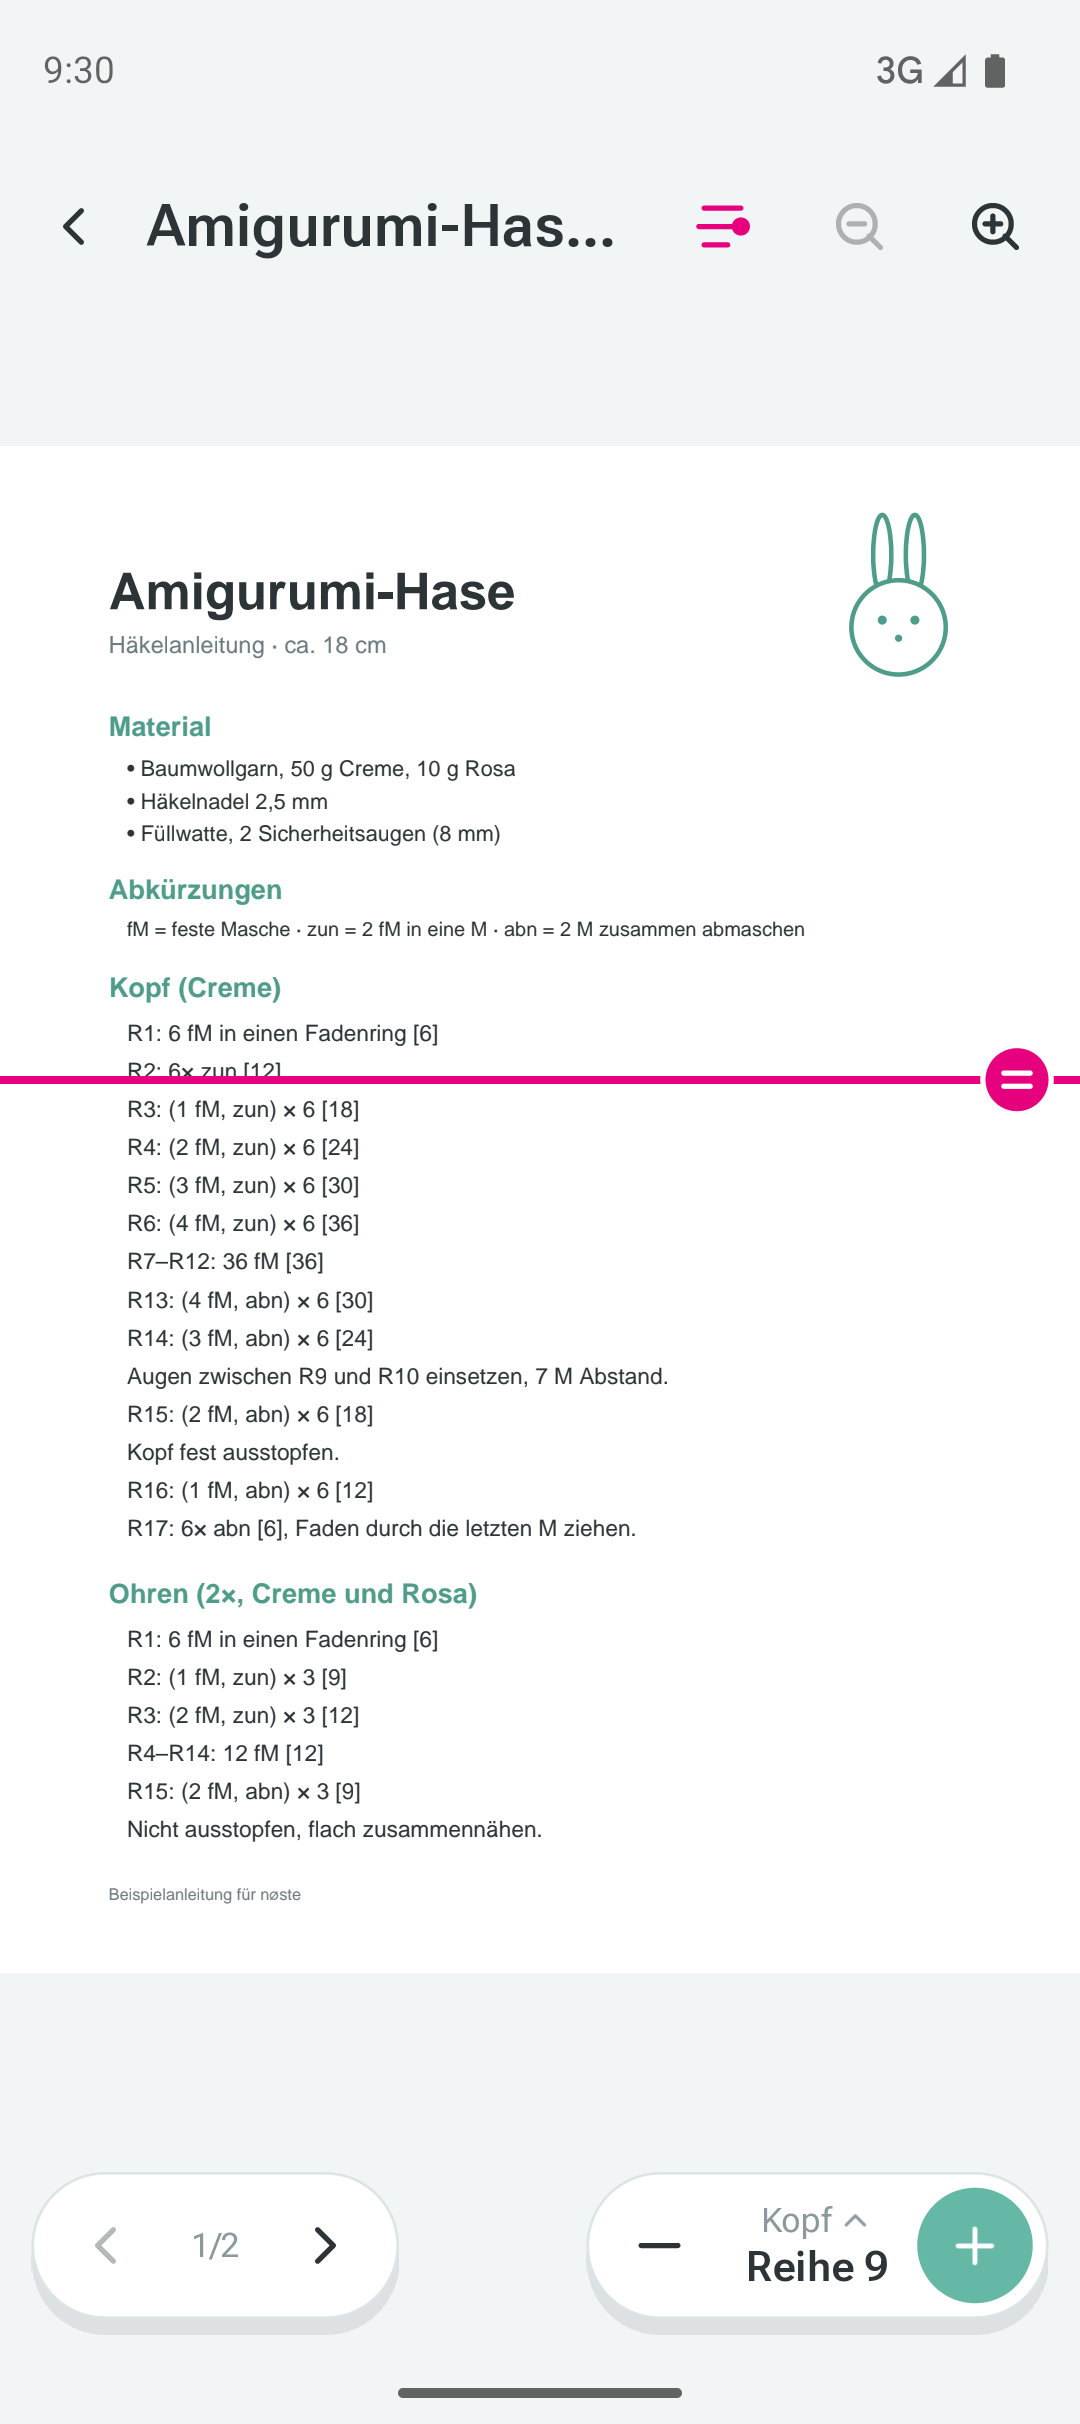 9:30
3G
Amigurumi-Has...
Amigurumi-Hase
Häkelanleitung · ca. 18 cm
Material
• Baumwollgarn, 50 g Creme, 10 g Rosa
• Häkelnadel 2,5 mm
• Füllwatte, 2 Sicherheitsaugen (8 mm)
Abkürzungen
fM = feste Masche · zun = 2 fM in eine M · abn = 2 M zusammen abmaschen
Kopf (Creme)
R1: 6 fM in einen Fadenring [6]
R2: 6× zun [12]
R3: (1 fM, zun) × 6 [18]
R4: (2 fM, zun) × 6 [24]
R5: (3 fM, zun) × 6 [30]
R6: (4 fM, zun) × 6 [36]
R7–R12: 36 fM [36]
R13: (4 fM, abn) × 6 [30]
R14: (3 fM, abn) × 6 [24]
Augen zwischen R9 und R10 einsetzen, 7 M Abstand.
R15: (2 fM, abn) × 6 [18]
Kopf fest ausstopfen.
R16: (1 fM, abn) × 6 [12]
R17: 6× abn [6], Faden durch die letzten M ziehen.
Ohren (2×, Creme und Rosa)
R1: 6 fM in einen Fadenring [6]
R2: (1 fM, zun) × 3 [9]
R3: (2 fM, zun) × 3 [12]
R4–R14: 12 fM [12]
R15: (2 fM, abn) × 3 [9]
Nicht ausstopfen, flach zusammennähen.
Beispielanleitung für nøste
1/2
Kopf
Reihe 9